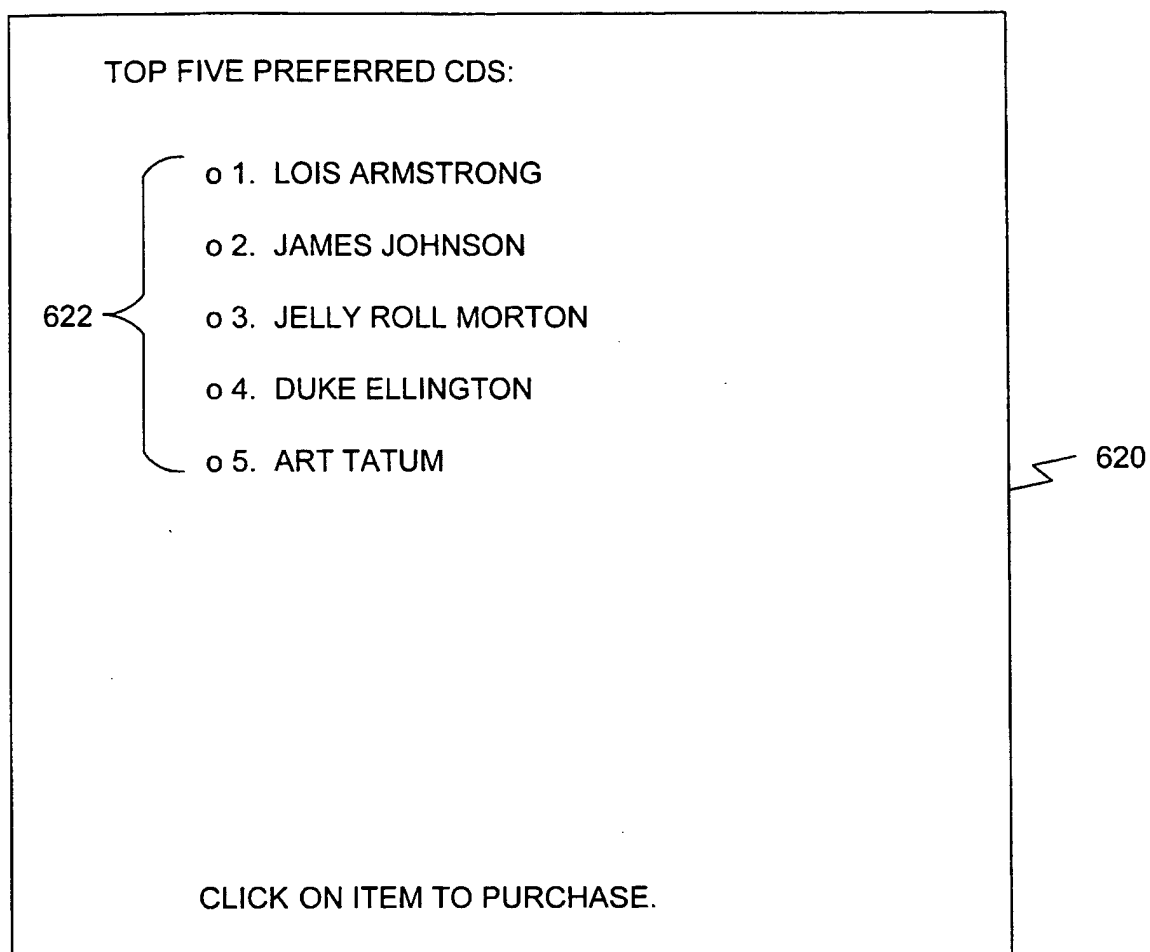 TOP FIVE PREFERRED CDS:
o 1. LOIS ARMSTRONG
o 2. JAMES JOHNSON
622
o 3. JELLY ROLL MORTON
o 4. DUKE ELLINGTON
o 5. ART TATUM
620
CLICK ON ITEM TO PURCHASE.